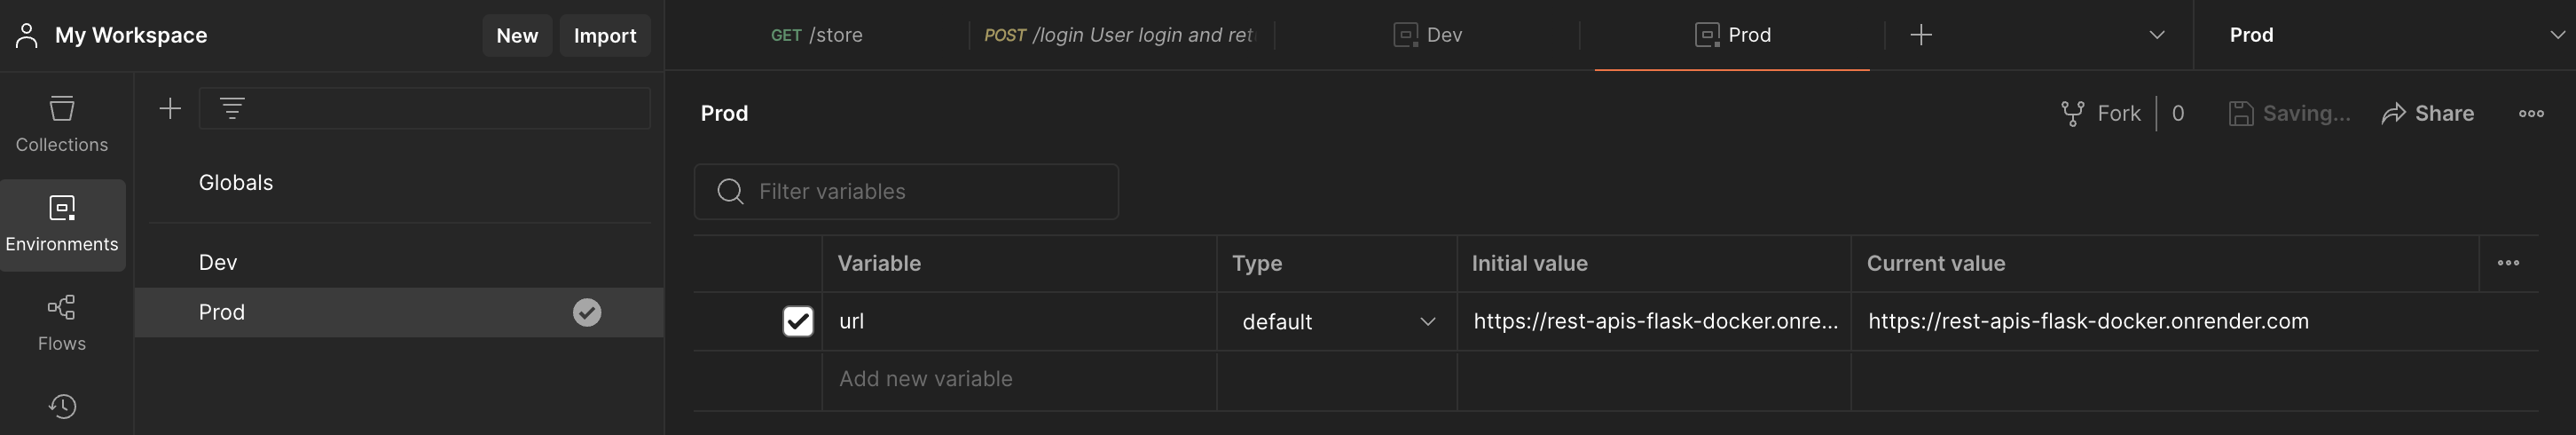 My Workspace
New
Import
GET /store
POST /login User login and ret
Dev
Prod
Prod
Collections
Environments
Flows
Globals
Dev
Prod
Prod
Fork 0
Saving...
Share
Filter variables
Variable Type Initial value Current value
url default https://rest-apis-flask-docker.onre... https://rest-apis-flask-docker.onrender.com
Add new variable